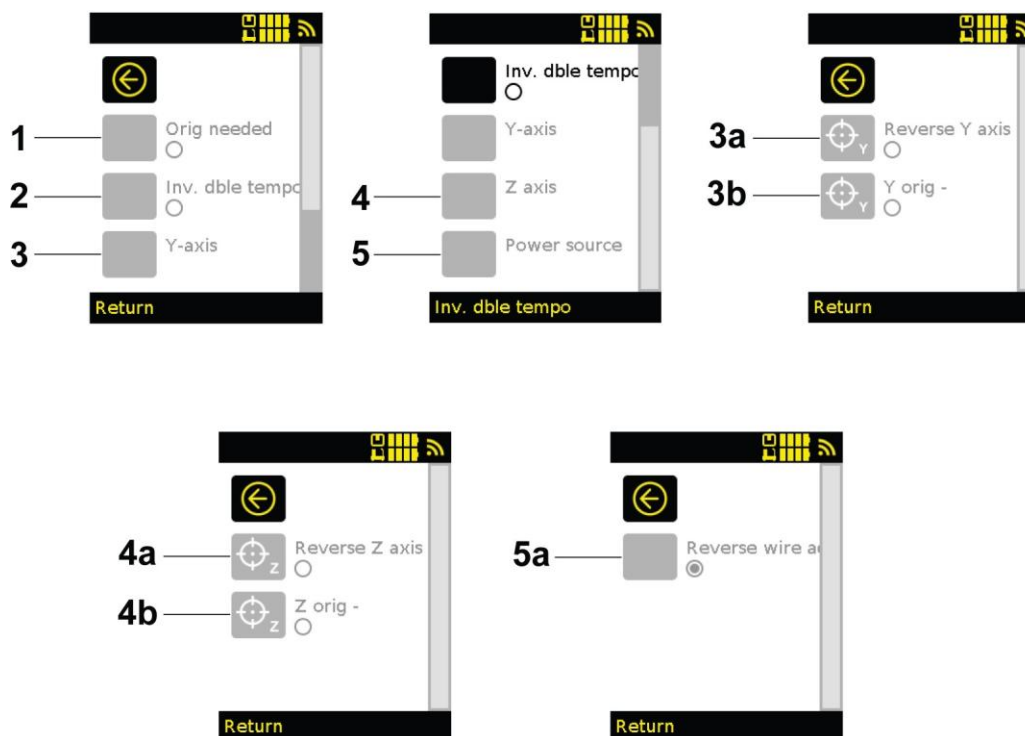 1
Orig needed
2
Inv. dble tempo
3
Y-axis
Return
Inv. dble tempo
Y-axis
4
Z axis
5
Power source
Inv. dble tempo
3a
Reverse Y axis
Y
3b
Y orig -
Y
Return
4a
Reverse Z axis
Z
4b
Z orig -
Z
Return
5a
Reverse wire
Return